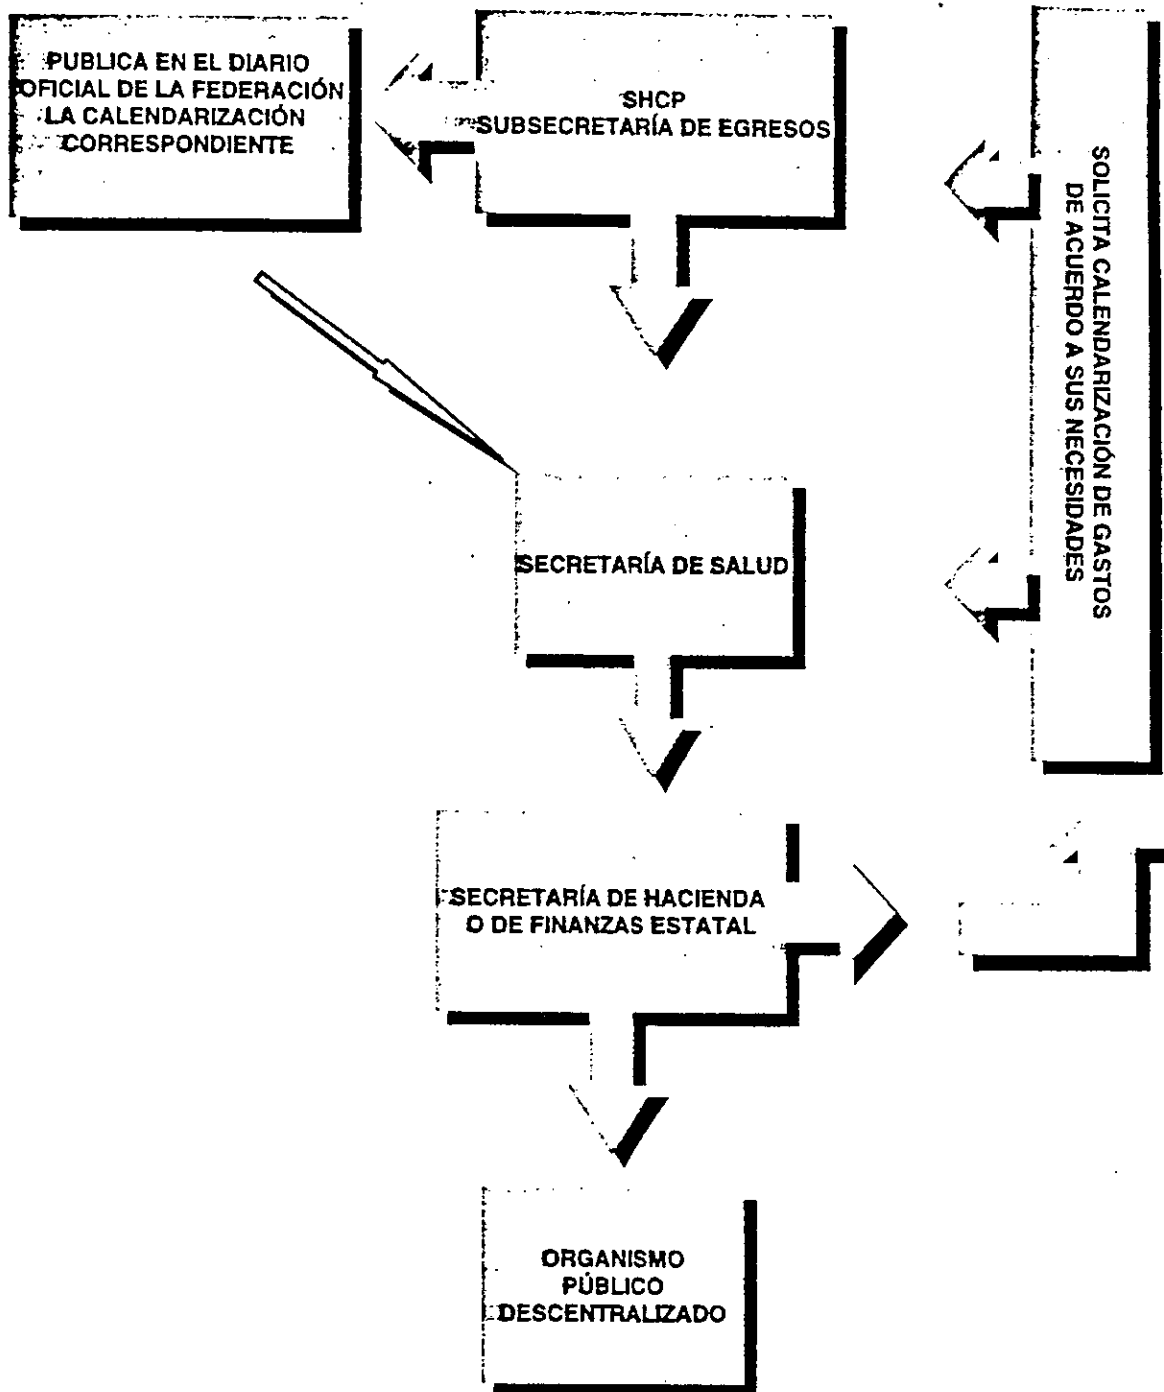 PUBLICA EN EL DIARIO
OFICIAL DE LA FEDERACIÓN
LA CALENDARIZACIÓN
CORRESPONDIENTE
SHCP
SUBSECRETARÍA DE EGRESOS
SOLICITA CALENDARIZACIÓN DE GASTOS
DE ACUERDO A SUS NECESIDADES
SECRETARÍA DE SALUD
SECRETARÍA DE HACIENDA
O DE FINANZAS ESTATAL
ORGANISMO
PÚBLICO
DESCENTRALIZADO